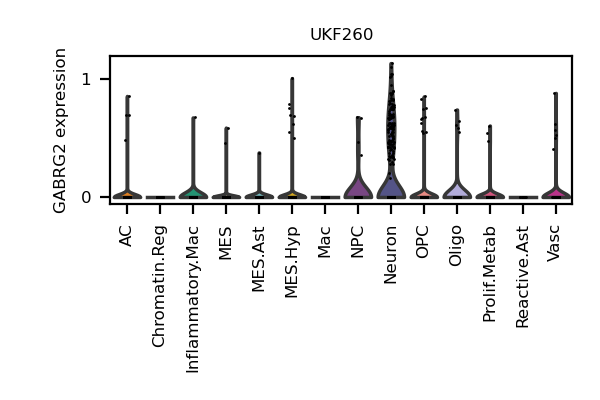 UKF260
GABRG2 expression
1
0
AC
Chromatin.Reg
Inflammatory.Mac
MES
MES.Ast
MES.Hyp
Mac
NPC
Neuron
OPC
Oligo
Prolif.Metab
Reactive.Ast
Vasc